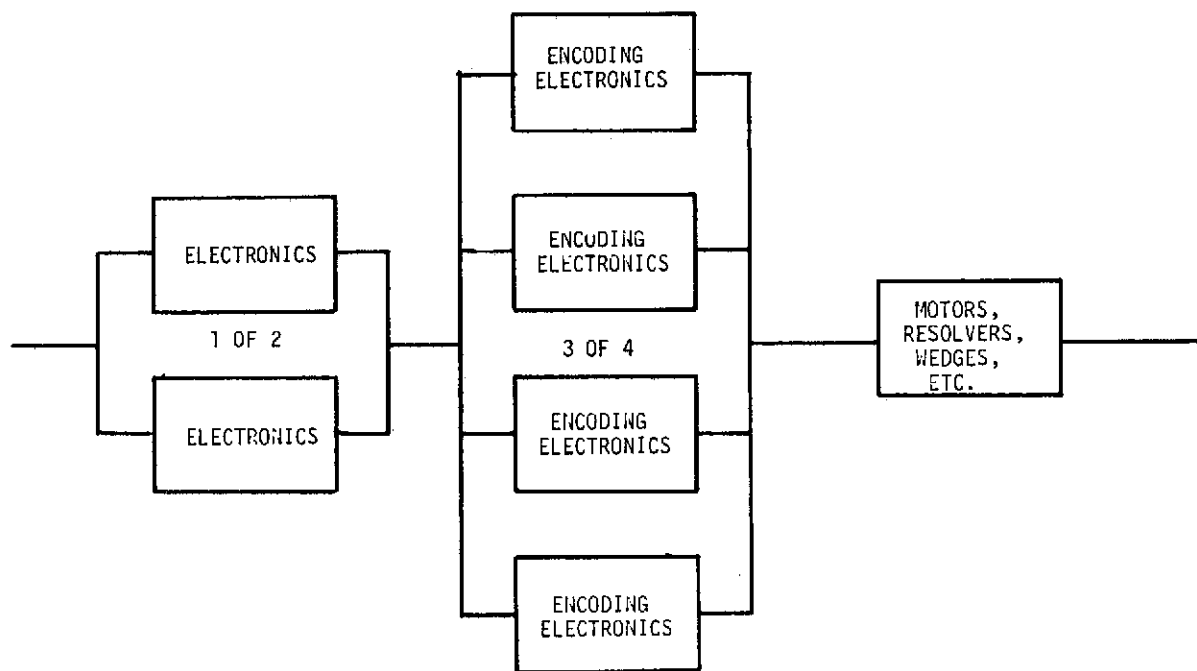 ENCODING
ELECTRONICS
ELECTRONICS
1 OF 2
ELECTRONICS
ENCODING
ELECTRONICS
3 OF 4
ENCODING
ELECTRONICS
ENCODING
ELECTRONICS
MOTORS,
RESOLVERS,
WEDGES,
ETC.